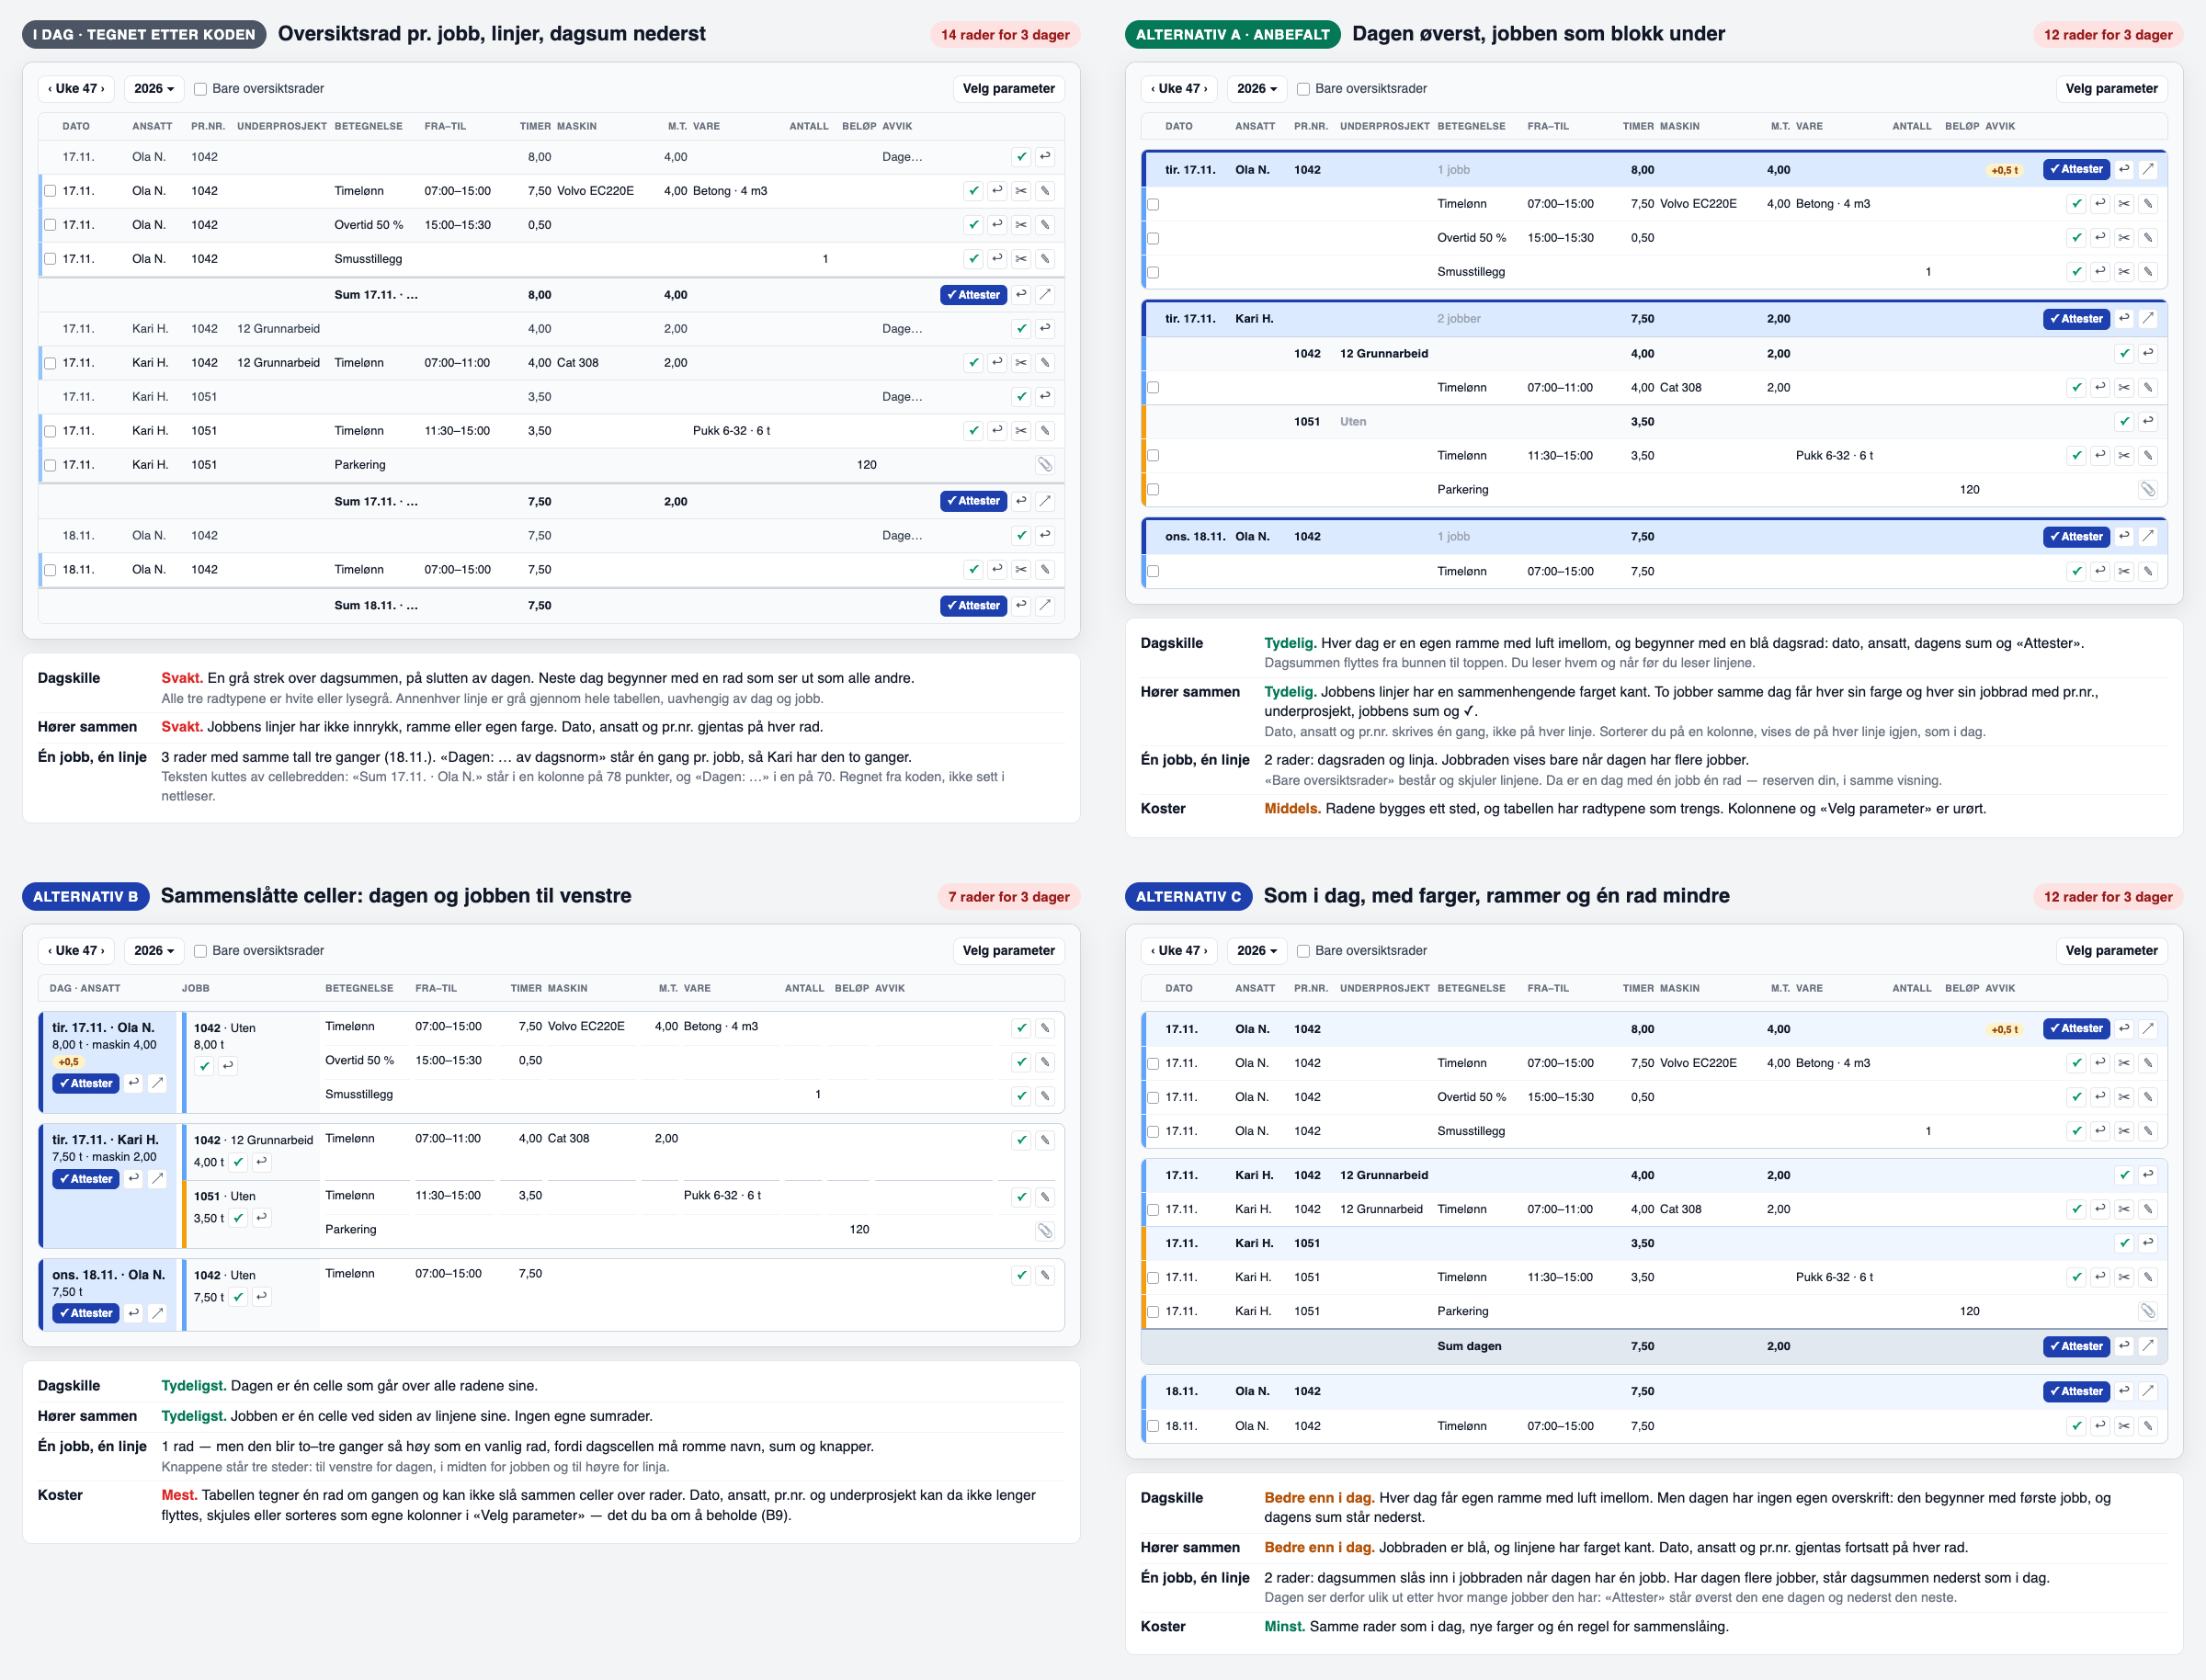 I DAG · TEGNET ETTER KODEN Oversiktsrad pr. jobb, linjer, dagsum nederst 14 rader for 3 dager
‹ Uke 47 › 2026 Bare oversiktsrader Velg parameter
DATO ANSATT PR.NR. UNDERPROSJEKT BETEGNELSE FRA–TIL TIMER MASKIN M.T. VARE ANTALL BELØP AVVIK
17.11. Ola N. 1042 8,00 4,00 Dage… ✓ ↩
17.11. Ola N. 1042 Timelønn 07:00–15:00 7,50 Volvo EC220E 4,00 Betong · 4 m3 ✓ ↩ ✂ ✎
17.11. Ola N. 1042 Overtid 50 % 15:00–15:30 0,50 ✓ ↩ ✂ ✎
17.11. Ola N. 1042 Smusstillegg 1 ✓ ↩ ✂ ✎
Sum 17.11. · … 8,00 4,00 ✓ Attester ↩ ⤢
17.11. Kari H. 1042 12 Grunnarbeid 4,00 2,00 Dage… ✓ ↩
17.11. Kari H. 1042 12 Grunnarbeid Timelønn 07:00–11:00 4,00 Cat 308 2,00 ✓ ↩ ✂ ✎
17.11. Kari H. 1051 3,50 Dage… ✓ ↩
17.11. Kari H. 1051 Timelønn 11:30–15:00 3,50 Pukk 6-32 · 6 t ✓ ↩ ✂ ✎
17.11. Kari H. 1051 Parkering 120
Sum 17.11. · … 7,50 2,00 ✓ Attester ↩ ⤢
18.11. Ola N. 1042 7,50 Dage… ✓ ↩
18.11. Ola N. 1042 Timelønn 07:00–15:00 7,50 ✓ ↩ ✂ ✎
Sum 18.11. · … 7,50 ✓ Attester ↩ ⤢
Dagskille Svakt. En grå strek over dagsummen, på slutten av dagen. Neste dag begynner med en rad som ser ut som alle andre.
Alle tre radtypene er hvite eller lysegrå. Annenhver linje er grå gjennom hele tabellen, uavhengig av dag og jobb.
Hører sammen Svakt. Jobbens linjer har ikke innrykk, ramme eller egen farge. Dato, ansatt og pr.nr. gjentas på hver rad.
Én jobb, én linje 3 rader med samme tall tre ganger (18.11.). «Dagen: … av dagsnorm» står én gang pr. jobb, så Kari har den to ganger.
Teksten kuttes av cellebredden: «Sum 17.11. · Ola N.» står i en kolonne på 78 punkter, og «Dagen: …» i en på 70. Regnet fra koden, ikke sett i
nettleser.
ALTERNATIV A · ANBEFALT Dagen øverst, jobben som blokk under 12 rader for 3 dager
‹ Uke 47 › 2026 Bare oversiktsrader Velg parameter
DATO ANSATT PR.NR. UNDERPROSJEKT BETEGNELSE FRA–TIL TIMER MASKIN M.T. VARE ANTALL BELØP AVVIK
tir. 17.11. Ola N. 1042 1 jobb 8,00 4,00 +0,5 t ✓ Attester ↩ ⤢
Timelønn 07:00–15:00 7,50 Volvo EC220E 4,00 Betong · 4 m3 ✓ ↩ ✂ ✎
Overtid 50 % 15:00–15:30 0,50 ✓ ↩ ✂ ✎
Smusstillegg 1 ✓ ↩ ✂ ✎
tir. 17.11. Kari H. 2 jobber 7,50 2,00 ✓ Attester ↩ ⤢
1042 12 Grunnarbeid 4,00 2,00 ✓ ↩
Timelønn 07:00–11:00 4,00 Cat 308 2,00 ✓ ↩ ✂ ✎
1051 Uten 3,50 ✓ ↩
Timelønn 11:30–15:00 3,50 Pukk 6-32 · 6 t ✓ ↩ ✂ ✎
Parkering 120
ons. 18.11. Ola N. 1042 1 jobb 7,50 ✓ Attester ↩ ⤢
Timelønn 07:00–15:00 7,50 ✓ ↩ ✂ ✎
Dagskille Tydelig. Hver dag er en egen ramme med luft imellom, og begynner med en blå dagsrad: dato, ansatt, dagens sum og «Attester».
Dagsummen flyttes fra bunnen til toppen. Du leser hvem og når før du leser linjene.
Hører sammen Tydelig. Jobbens linjer har en sammenhengende farget kant. To jobber samme dag får hver sin farge og hver sin jobbrad med pr.nr.,
underprosjekt, jobbens sum og ✓.
Dato, ansatt og pr.nr. skrives én gang, ikke på hver linje. Sorterer du på en kolonne, vises de på hver linje igjen, som i dag.
Én jobb, én linje 2 rader: dagsraden og linja. Jobbraden vises bare når dagen har flere jobber.
«Bare oversiktsrader» består og skjuler linjene. Da er en dag med én jobb én rad — reserven din, i samme visning.
Koster Middels. Radene bygges ett sted, og tabellen har radtypene som trengs. Kolonnene og «Velg parameter» er urørt.
ALTERNATIV B Sammenslåtte celler: dagen og jobben til venstre 7 rader for 3 dager
‹ Uke 47 › 2026 Bare oversiktsrader Velg parameter
DAG · ANSATT JOBB BETEGNELSE FRA–TIL TIMER MASKIN M.T. VARE ANTALL BELØP AVVIK
tir. 17.11. · Ola N. 1042 · Uten Timelønn 07:00–15:00 7,50 Volvo EC220E 4,00 Betong · 4 m3 ✓ ✎
8,00 t · maskin 4,00 8,00 t
+0,5 ✓ ↩ Overtid 50 % 15:00–15:30 0,50 ✓ ✎
✓ Attester ↩ ⤢ Smusstillegg 1 ✓ ✎
tir. 17.11. · Kari H. 1042 · 12 Grunnarbeid Timelønn 07:00–11:00 4,00 Cat 308 2,00 ✓ ✎
7,50 t · maskin 2,00 4,00 t ✓ ↩
✓ Attester ↩ ⤢
1051 · Uten Timelønn 11:30–15:00 3,50 Pukk 6-32 · 6 t ✓ ✎
3,50 t ✓ ↩ Parkering 120
ons. 18.11. · Ola N. 1042 · Uten Timelønn 07:00–15:00 7,50 ✓ ✎
7,50 t 7,50 t ✓ ↩
✓ Attester ↩ ⤢
Dagskille Tydeligst. Dagen er én celle som går over alle radene sine.
Hører sammen Tydeligst. Jobben er én celle ved siden av linjene sine. Ingen egne sumrader.
Én jobb, én linje 1 rad — men den blir to–tre ganger så høy som en vanlig rad, fordi dagscellen må romme navn, sum og knapper.
Knappene står tre steder: til venstre for dagen, i midten for jobben og til høyre for linja.
Koster Mest. Tabellen tegner én rad om gangen og kan ikke slå sammen celler over rader. Dato, ansatt, pr.nr. og underprosjekt kan da ikke lenger
flyttes, skjules eller sorteres som egne kolonner i «Velg parameter» — det du ba om å beholde (B9).
ALTERNATIV C Som i dag, med farger, rammer og én rad mindre 12 rader for 3 dager
‹ Uke 47 › 2026 Bare oversiktsrader Velg parameter
DATO ANSATT PR.NR. UNDERPROSJEKT BETEGNELSE FRA–TIL TIMER MASKIN M.T. VARE ANTALL BELØP AVVIK
17.11. Ola N. 1042 8,00 4,00 +0,5 t ✓ Attester ↩ ⤢
17.11. Ola N. 1042 Timelønn 07:00–15:00 7,50 Volvo EC220E 4,00 Betong · 4 m3 ✓ ↩ ✂ ✎
17.11. Ola N. 1042 Overtid 50 % 15:00–15:30 0,50 ✓ ↩ ✂ ✎
17.11. Ola N. 1042 Smusstillegg 1 ✓ ↩ ✂ ✎
17.11. Kari H. 1042 12 Grunnarbeid 4,00 2,00 ✓ ↩
17.11. Kari H. 1042 12 Grunnarbeid Timelønn 07:00–11:00 4,00 Cat 308 2,00 ✓ ↩ ✂ ✎
17.11. Kari H. 1051 3,50 ✓ ↩
17.11. Kari H. 1051 Timelønn 11:30–15:00 3,50 Pukk 6-32 · 6 t ✓ ↩ ✂ ✎
17.11. Kari H. 1051 Parkering 120
Sum dagen 7,50 2,00 ✓ Attester ↩ ⤢
18.11. Ola N. 1042 7,50 ✓ Attester ↩ ⤢
18.11. Ola N. 1042 Timelønn 07:00–15:00 7,50 ✓ ↩ ✂ ✎
Dagskille Bedre enn i dag. Hver dag får egen ramme med luft imellom. Men dagen har ingen egen overskrift: den begynner med første jobb, og
dagens sum står nederst.
Hører sammen Bedre enn i dag. Jobbraden er blå, og linjene har farget kant. Dato, ansatt og pr.nr. gjentas fortsatt på hver rad.
Én jobb, én linje 2 rader: dagsummen slås inn i jobbraden når dagen har én jobb. Har dagen flere jobber, står dagsummen nederst som i dag.
Dagen ser derfor ulik ut etter hvor mange jobber den har: «Attester» står øverst den ene dagen og nederst den neste.
Koster Minst. Samme rader som i dag, nye farger og én regel for sammenslåing.